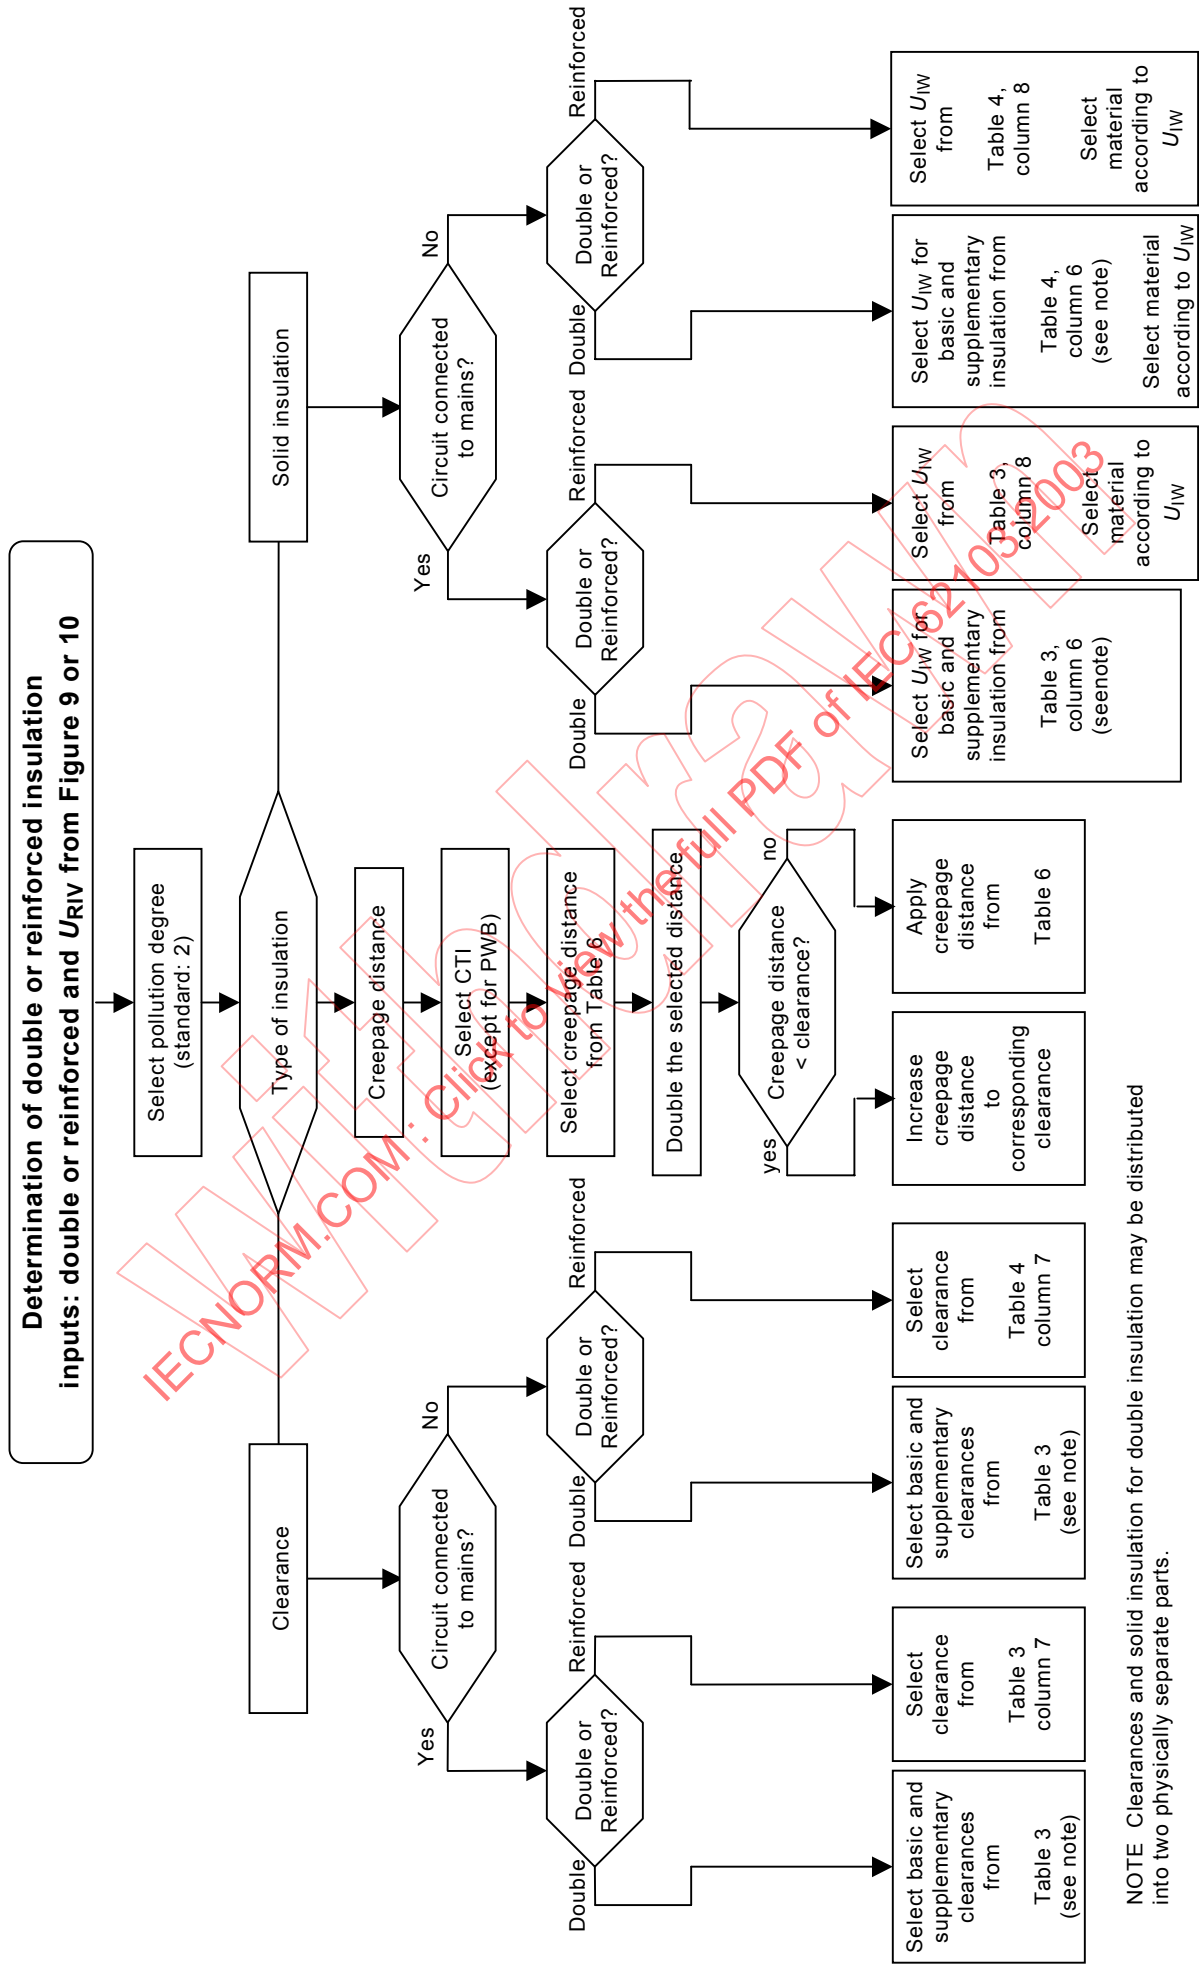 Determination of double or reinforced insulation
inputs: double or reinforced and URIV from Figure 9 or 10
Select pollution degree
(standard: 2)
Type of insulation
Clearance
Circuit connected
to mains?
Yes
No
Double or
Reinforced?
Double
Reinforced
Double or
Reinforced?
Double
Reinforced
Select basic and
supplementary
clearances
from
Table 3
(see note)
Select
clearance
from
Table 3
column 7
Select basic and
supplementary
clearances
from
Table 3
(see note)
Select
clearance
from
Table 4
column 7
Creepage distance
Select CTI
(except for PWB)
Select creepage distance
from Table 6
Double the selected distance
Creepage distance
< clearance?
yes
no
Increase
creepage
distance
to
corresponding
clearance
Apply
creepage
distance
from
Table 6
Solid insulation
Circuit connected
to mains?
Yes
No
Double or
Reinforced?
Double
Reinforced
Double or
Reinforced?
Double
Reinforced
Select UIW for
basic and
supplementary
insulation from
Table 3,
column 6
(seenote)
Select UIW
from
Table 3,
column 8
Select
material
according to
UIW
Select UIW for
basic and
supplementary
insulation from
Table 4,
column 6
(see note)
Select material
according to UIW
Select UIW
from
Table 4,
column 8
Select
material
according to
UIW
NOTE Clearances and solid insulation for double insulation may be distributed
into two physically separate parts.
Withdrawn
IECNORM.COM : Click to view the full PDF of IEC 62103:2003